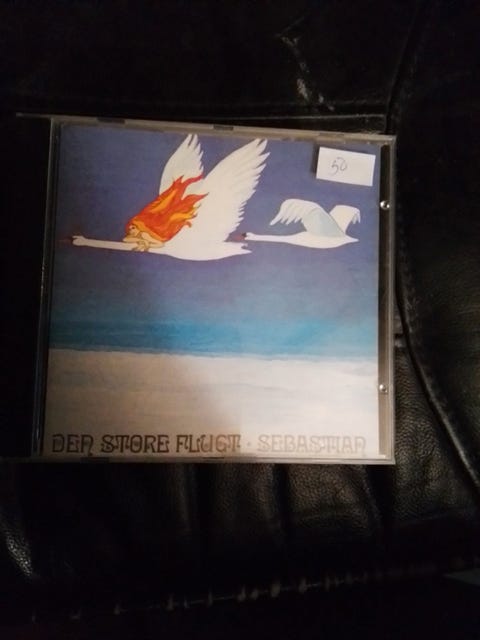 50
DEN STORE FLUGT · SEBASTIAN